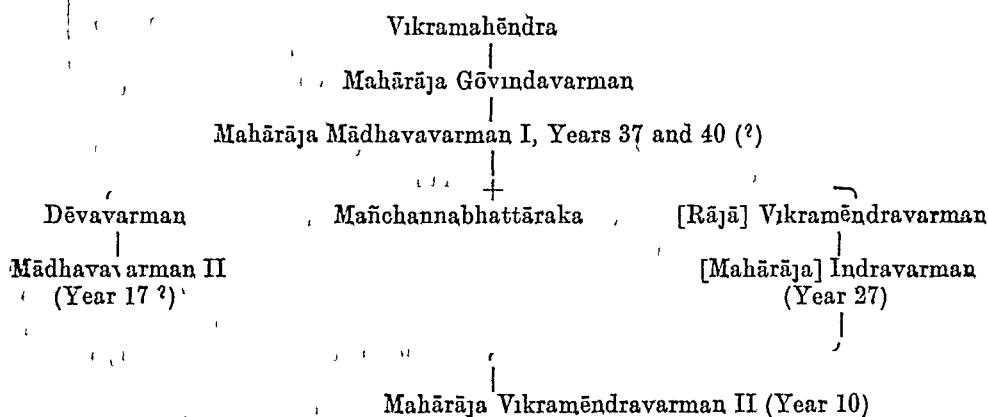 Vikramahēndra
Mahārāja Gōvindavarman
Mahārāja Mādhavavarman I, Years 37 and 40 (?)
Dēvavarman Mañchannabhattāraka [Rājā] Vikramēndravarman
Mādhavavarman II [Mahārāja] Indravarman
(Year 17 ?) (Year 27)
Mahārāja Vikramēndravarman II (Year 10)